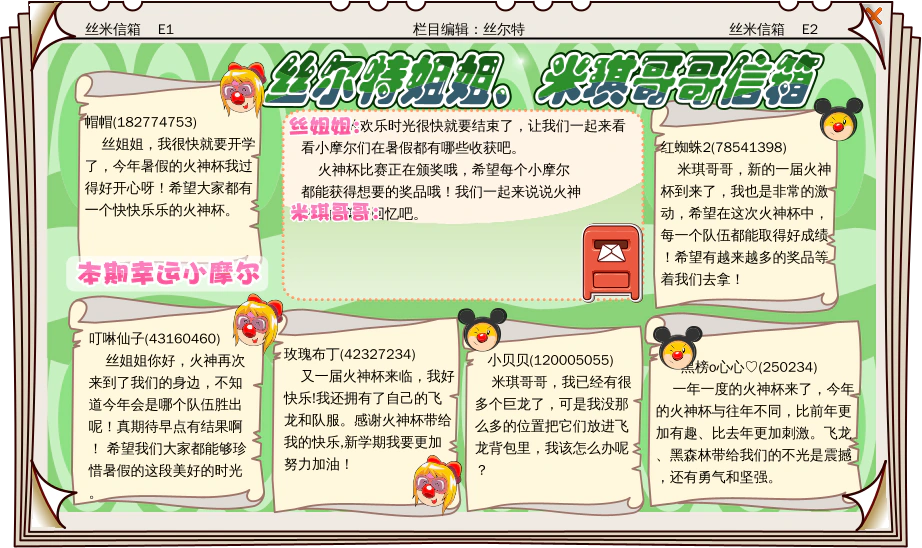 丝米信箱 E1
栏目编辑：丝尔特
丝米信箱 E2
丝尔特姐姐。米琪哥哥信箱
帽帽(182774753)
丝姐姐，我很快就要开学
了，今年暑假的火神杯我过
得好开心呀！希望大家都有
一个快快乐乐的火神杯。
丝姐姐:
欢乐时光很快就要结束了，让我们一起来看
看小摩尔们在暑假都有哪些收获吧。
火神杯比赛正在颁奖哦，希望每个小摩尔
都能获得想要的奖品哦！我们一起来说说火神
米琪哥哥:
回忆吧。
红蜘蛛2(78541398)
米琪哥哥，新的一届火神
杯到来了，我也是非常的激
动，希望在这次火神杯中，
每一个队伍都能取得好成绩
！希望有越来越多的奖品等
着我们去拿！
本期幸运小摩尔
叮啉仙子(43160460)
丝姐姐你好，火神再次
来到了我们的身边，不知
道今年会是哪个队伍胜出
呢！真期待早点有结果啊
！ 希望我们大家都能够珍
惜暑假的这段美好的时光
。
玫瑰布丁(42327234)
又一届火神杯来临，我好
快乐!我还拥有了自己的飞
龙和队服。感谢火神杯带给
我的快乐,新学期我要更加
努力加油！
小贝贝(120005055)
米琪哥哥，我已经有很
多个巨龙了，可是我没那
么多的位置把它们放进飞
龙背包里，我该怎么办呢
？
黑榜o心心♡(250234)
一年一度的火神杯来了，今年
的火神杯与往年不同，比前年更
加有趣、比去年更加刺激。飞龙
、黑森林带给我们的不光是震撼
，还有勇气和坚强。